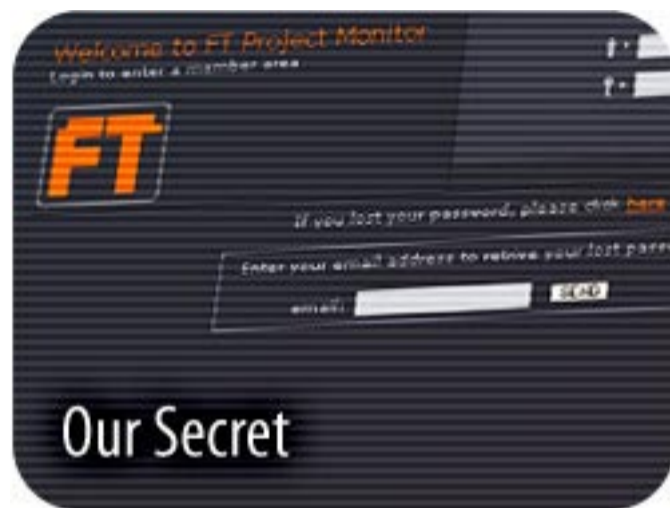 Welcome to FT Project Monitor
Login to enter a member area
FT
If you lost your password, please click here
Enter your email address to retrive your lost passw
email:
SEND
Our Secret